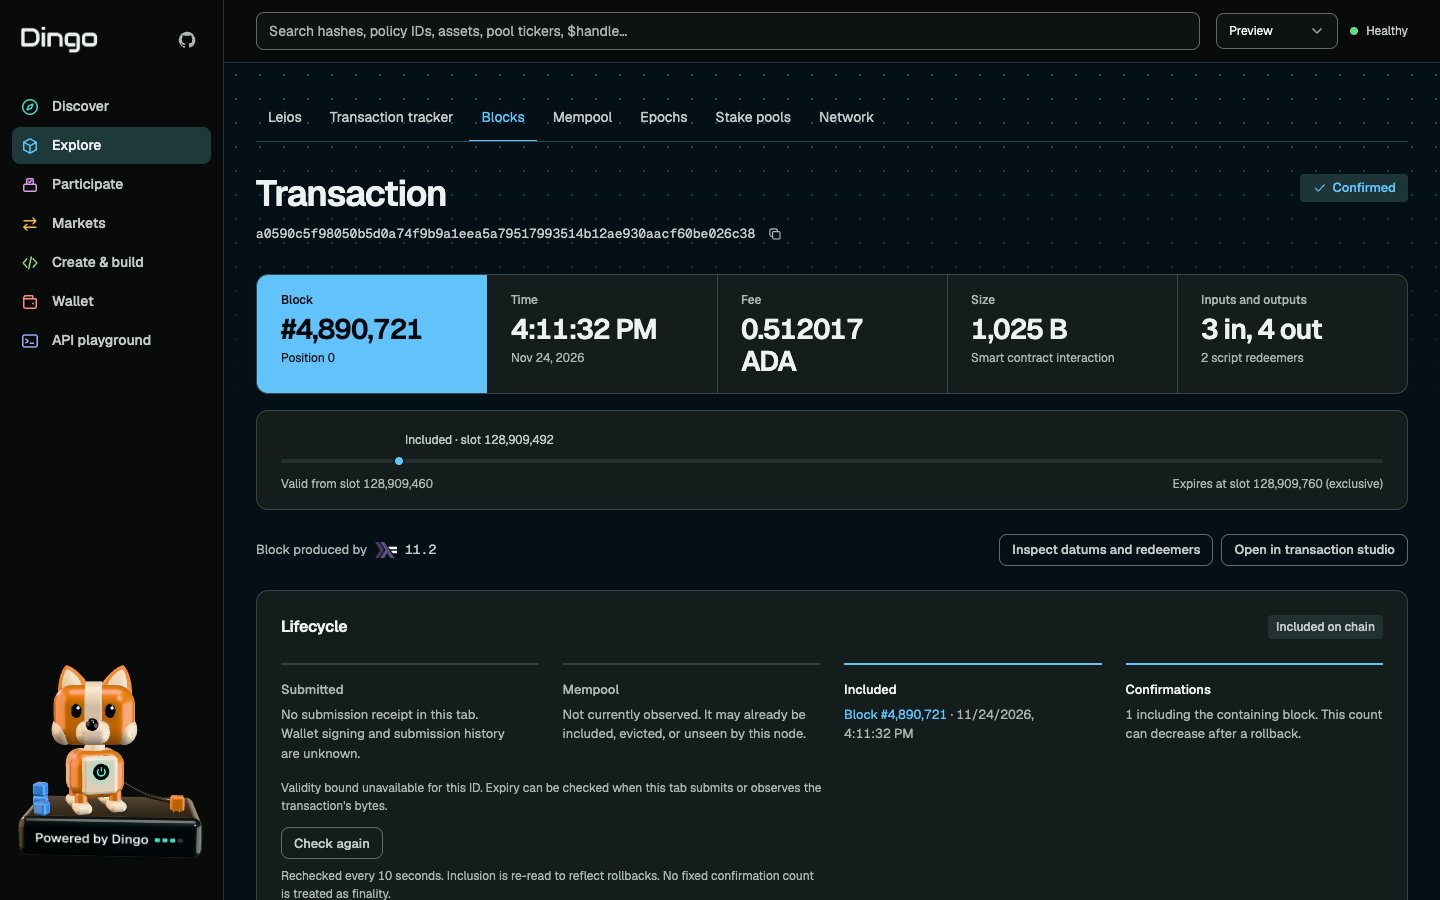 Dingo
Search hashes, policy IDs, assets, pool tickers, $handle...
Preview
Healthy
Discover
Explore
Participate
Markets
Create & build
Wallet
API playground
Powered by Dingo
Leios
Transaction tracker
Blocks
Mempool
Epochs
Stake pools
Network
Transaction
Confirmed
a0590c5f98050b5d0a74f9b9a1eea5a79517993514b12ae930aacf60be026c38
Block
#4,890,721
Position 0
Time
4:11:32 PM
Nov 24, 2026
Fee
0.512017
ADA
Size
1,025 B
Smart contract interaction
Inputs and outputs
3 in, 4 out
2 script redeemers
Included · slot 128,909,492
Valid from slot 128,909,460
Expires at slot 128,909,760 (exclusive)
Block produced by 11.2
Inspect datums and redeemers
Open in transaction studio
Lifecycle
Included on chain
Submitted
No submission receipt in this tab.
Wallet signing and submission history
are unknown.
Mempool
Not currently observed. It may already be
included, evicted, or unseen by this node.
Included
Block #4,890,721 · 11/24/2026,
4:11:32 PM
Confirmations
1 including the containing block. This count
can decrease after a rollback.
Validity bound unavailable for this ID. Expiry can be checked when this tab submits or observes the
transaction's bytes.
Check again
Rechecked every 10 seconds. Inclusion is re-read to reflect rollbacks. No fixed confirmation count
is treated as finality.